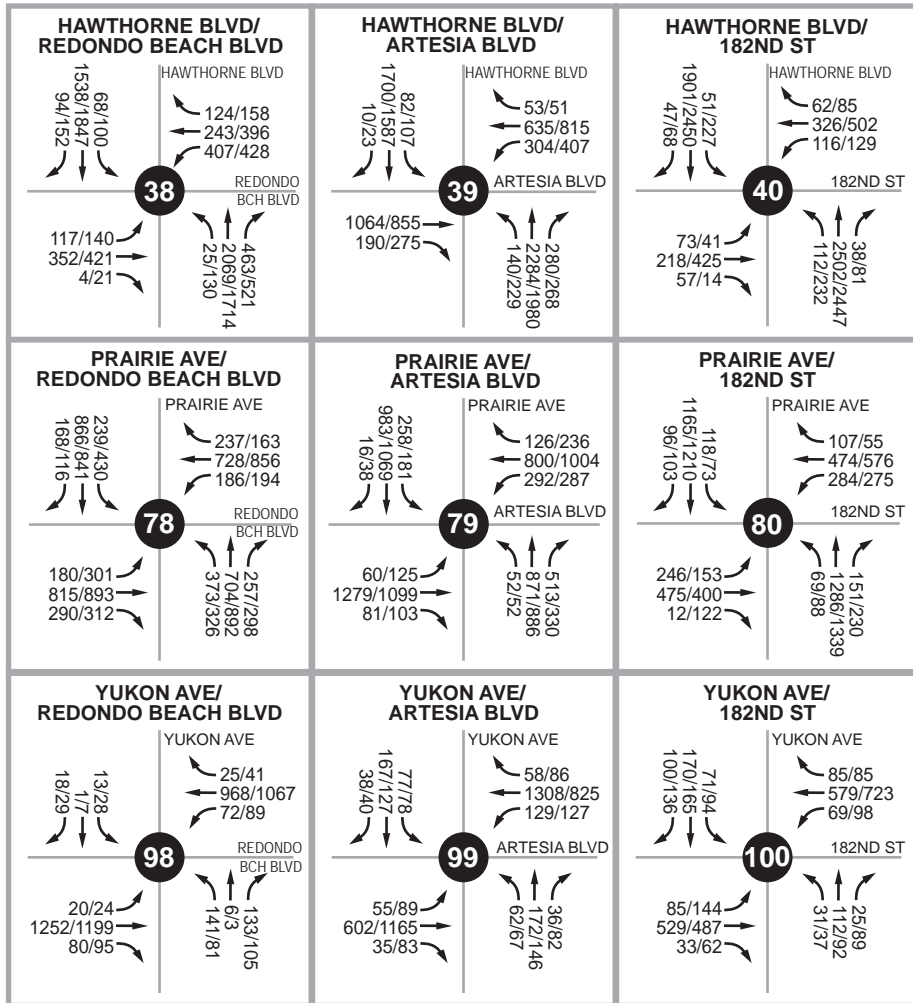 HAWTHORNE BLVD/
REDONDO BEACH BLVD
HAWTHORNE BLVD
94/152
1538/1847
68/100
124/158
243/396
407/428
38
REDONDO
BCH BLVD
117/140
352/421
4/21
25/130
2069/1714
463/521
HAWTHORNE BLVD/
ARTESIA BLVD
HAWTHORNE BLVD
10/23
1700/1587
82/107
53/51
635/815
304/407
39
ARTESIA BLVD
1064/855
190/275
140/229
2284/1980
280/268
HAWTHORNE BLVD/
182ND ST
HAWTHORNE BLVD
47/68
1901/2450
51/227
62/85
326/502
116/129
40
182ND ST
73/41
218/425
57/14
112/232
2502/2447
38/81
PRAIRIE AVE/
REDONDO BEACH BLVD
PRAIRIE AVE
168/116
866/841
239/430
237/163
728/856
186/194
78
REDONDO
BCH BLVD
180/301
815/893
290/312
373/326
704/892
257/298
PRAIRIE AVE/
ARTESIA BLVD
PRAIRIE AVE
16/38
983/1069
258/181
126/236
800/1004
292/287
79
ARTESIA BLVD
60/125
1279/1099
81/103
52/52
871/886
513/330
PRAIRIE AVE/
182ND ST
PRAIRIE AVE
96/103
1165/1210
118/73
107/55
474/576
284/275
80
182ND ST
246/153
475/400
12/122
69/88
1286/1339
151/230
YUKON AVE/
REDONDO BEACH BLVD
YUKON AVE
18/29
1/7
13/28
25/41
968/1067
72/89
98
REDONDO
BCH BLVD
20/24
1252/1199
80/95
141/81
6/3
133/105
YUKON AVE/
ARTESIA BLVD
YUKON AVE
38/40
167/127
77/78
58/86
1308/825
129/127
99
ARTESIA BLVD
55/89
602/1165
35/83
62/67
172/146
36/82
YUKON AVE/
182ND ST
YUKON AVE
100/136
170/165
71/94
85/85
579/723
69/98
100
182ND ST
85/144
529/487
33/62
31/37
112/92
25/89